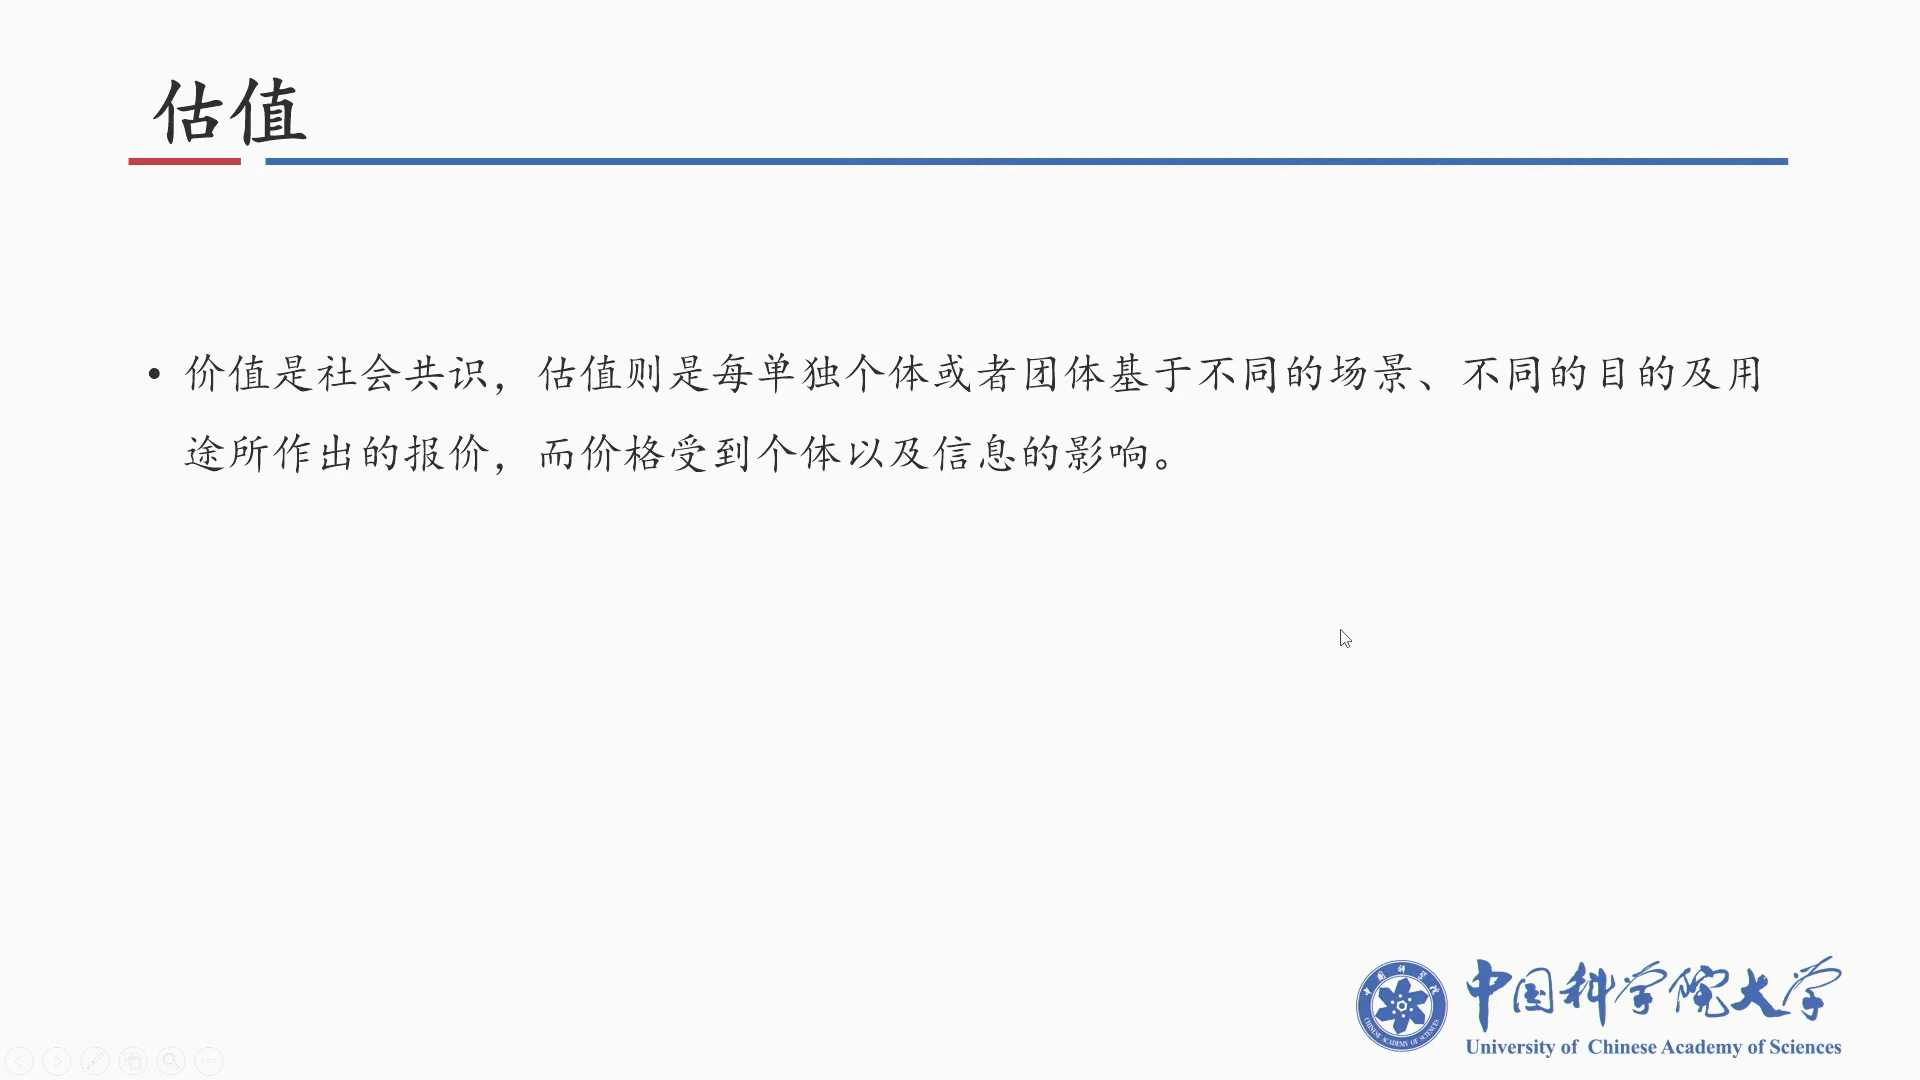 估值
• 价值是社会共识，估值则是每单独个体或者团体基于不同的场景、不同的目的及用
途所作出的报价，而价格受到个体以及信息的影响。
中国科学院大学
University of Chinese Academy of Sciences